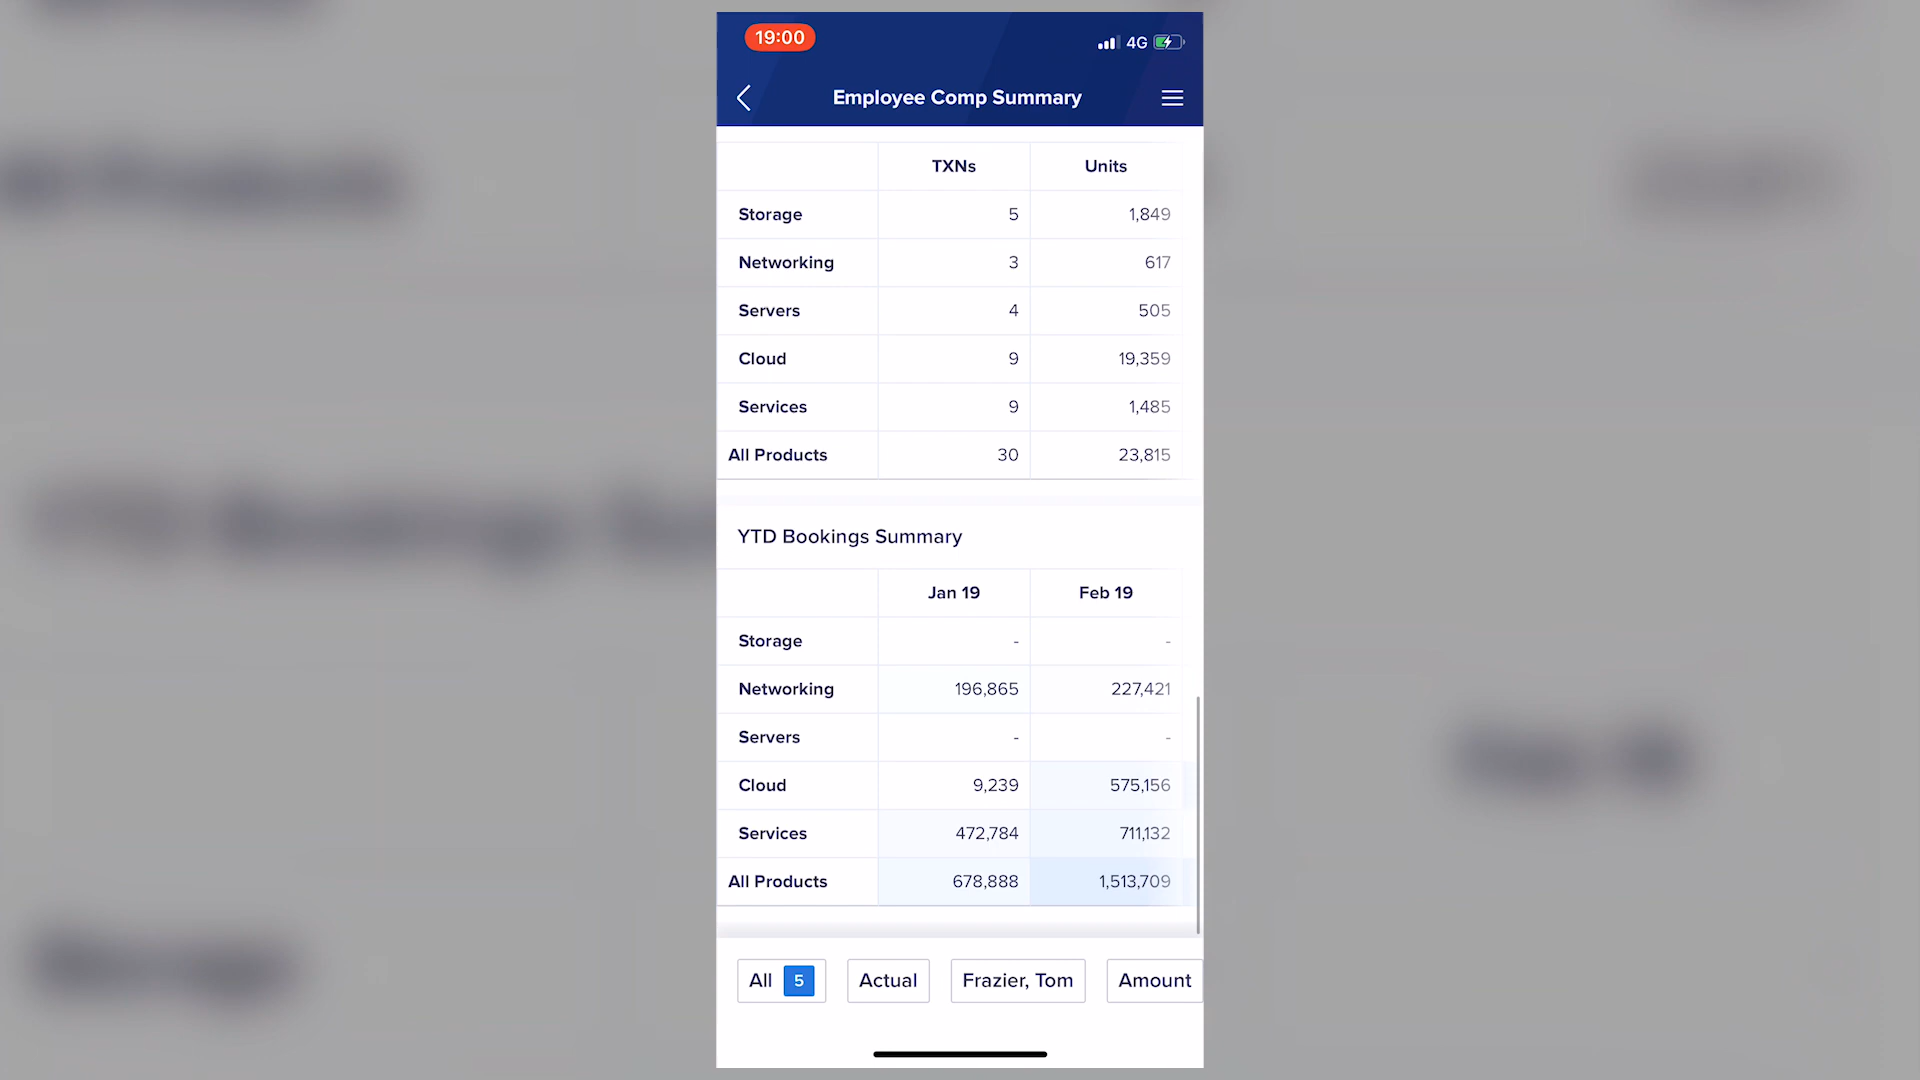 19:00 4G
Employee Comp Summary
TXNs Units
Storage 5 1,849
Networking 3 617
Servers 4 505
Cloud 9 19,359
Services 9 1,485
All Products 30 23,815
YTD Bookings Summary
Jan 19 Feb 19
Storage - -
Networking 196,865 227,421
Servers - -
Cloud 9,239 575,156
Services 472,784 711,132
All Products 678,888 1,513,709
All 5 Actual Frazier, Tom Amount